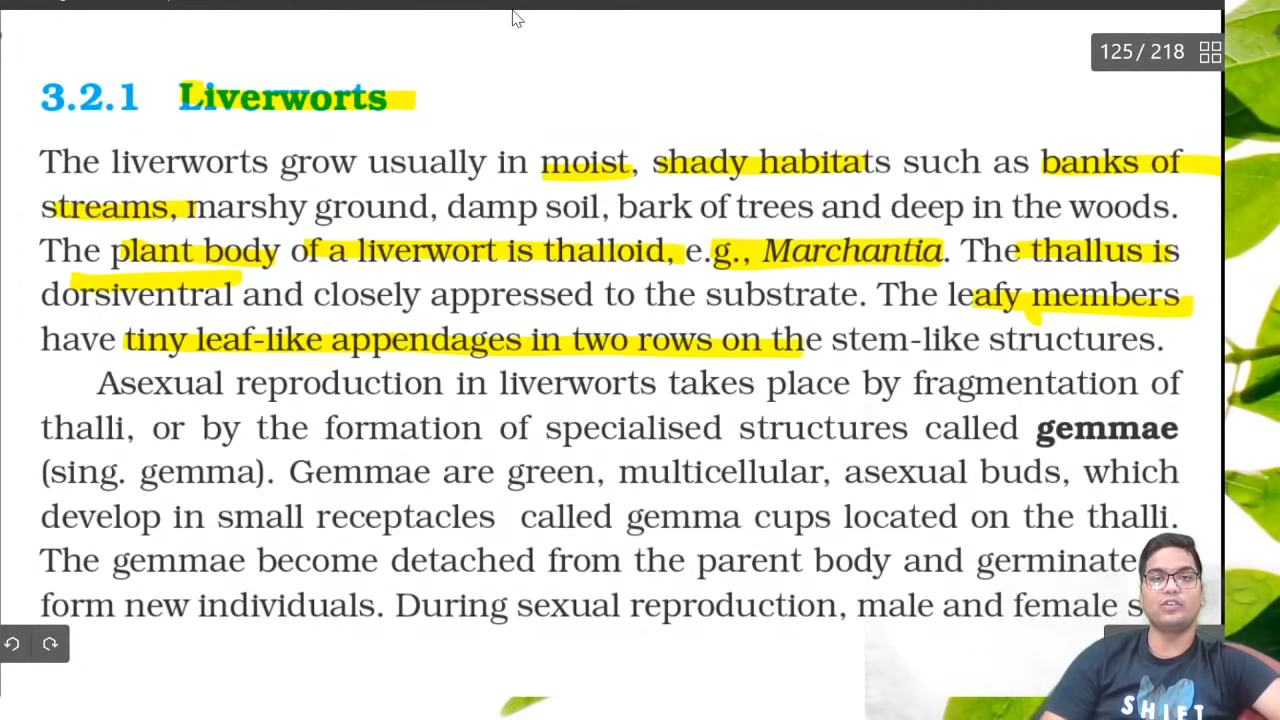 125 / 218
3.2.1 Liverworts
The liverworts grow usually in moist, shady habitats such as banks of
streams, marshy ground, damp soil, bark of trees and deep in the woods.
The plant body of a liverwort is thalloid, e.g., Marchantia. The thallus is
dorsiventral and closely appressed to the substrate. The leafy members
have tiny leaf-like appendages in two rows on the stem-like structures.
Asexual reproduction in liverworts takes place by fragmentation of
thalli, or by the formation of specialised structures called gemmae
(sing. gemma). Gemmae are green, multicellular, asexual buds, which
develop in small receptacles called gemma cups located on the thalli.
The gemmae become detached from the parent body and germinate
form new individuals. During sexual reproduction, male and female s
SHIFT